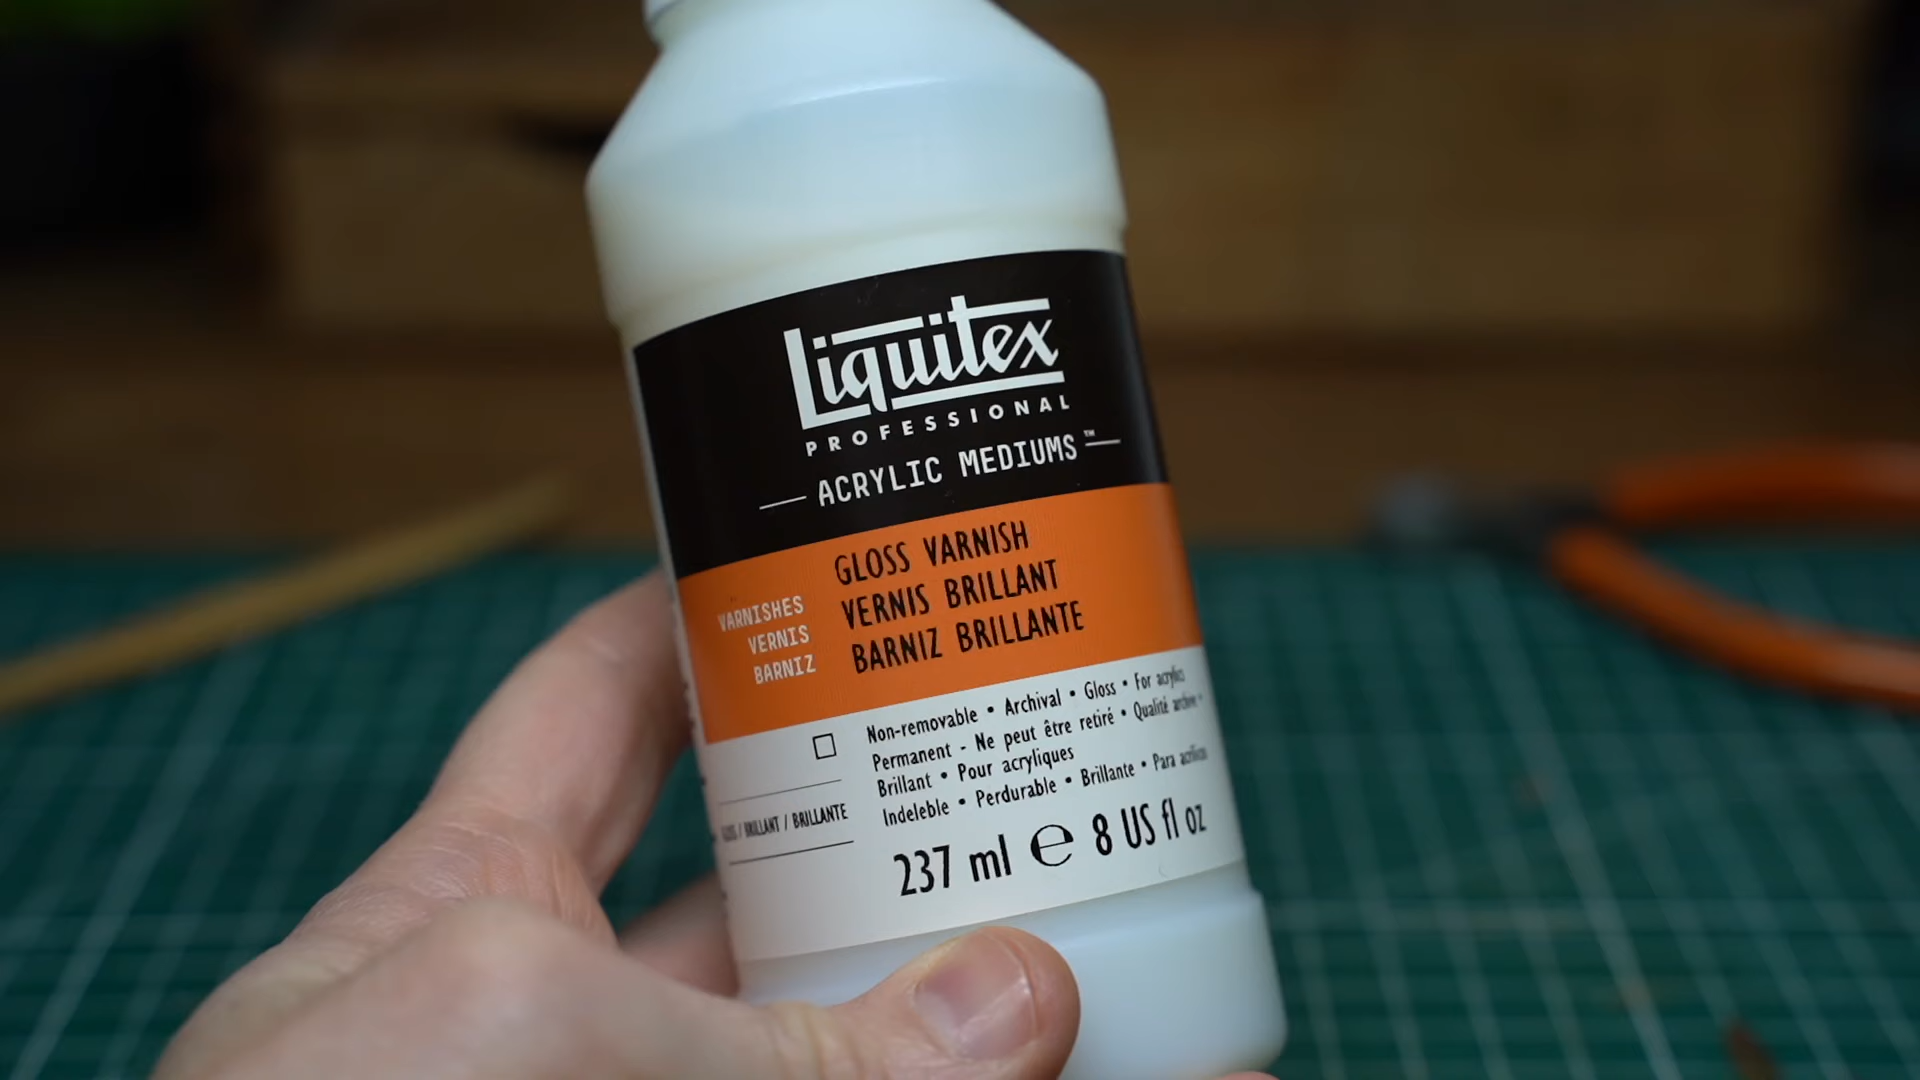 Liquitex
PROFESSIONAL
ACRYLIC MEDIUMS™
GLOSS VARNISH
VERNIS BRILLANT
BARNIZ BRILLANTE
VARNISHES
VERNIS
BARNIZ
Non-removable • Archival • Gloss • For acrylics
Permanent - Ne peut être retiré • Qualité archive •
Brillant • Pour acryliques
Indeleble • Perdurable • Brillante • Para acrílicos
GLOSS / BRILLANT / BRILLANTE
237 ml ℮ 8 US fl oz